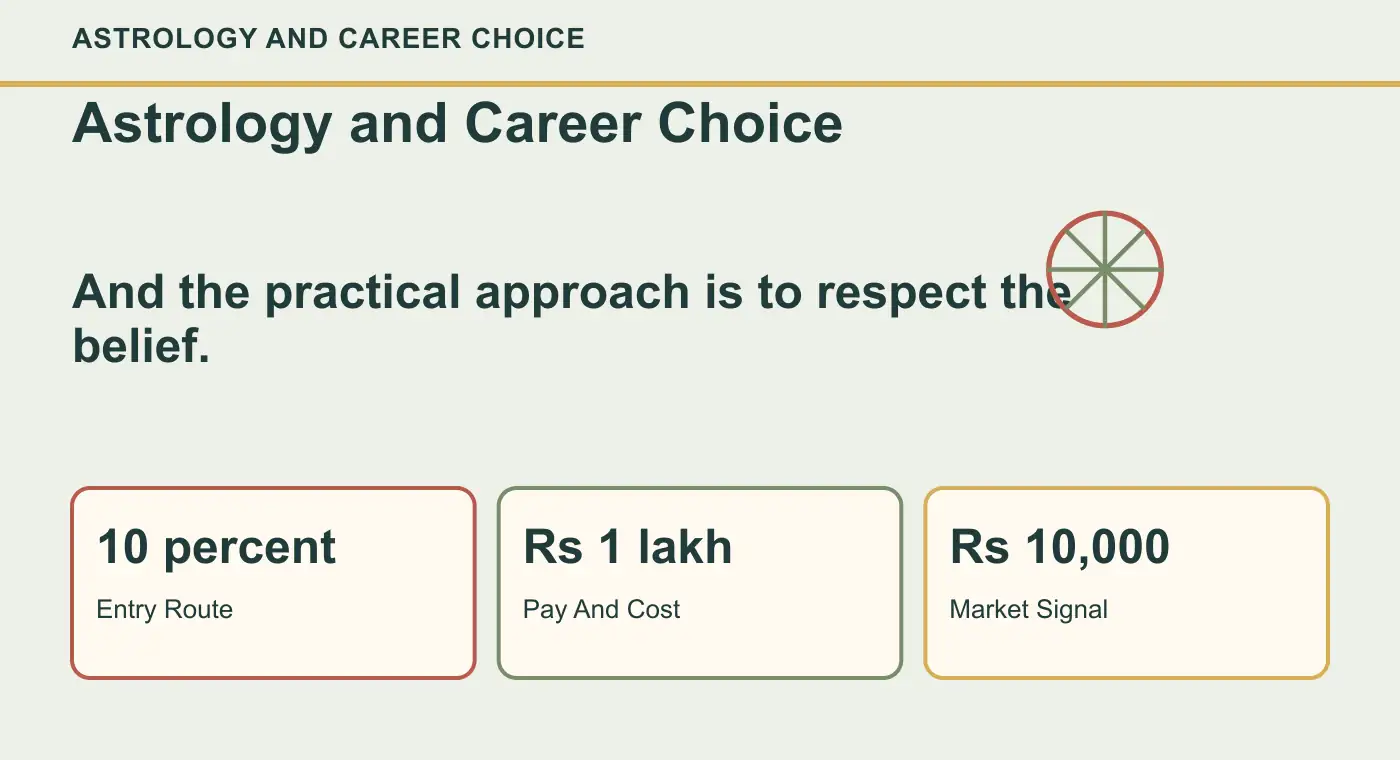 ASTROLOGY AND CAREER CHOICE
Astrology and Career Choice
And the practical approach is to respect the
belief.
10 percent
Entry Route
Rs 1 lakh
Pay And Cost
Rs 10,000
Market Signal